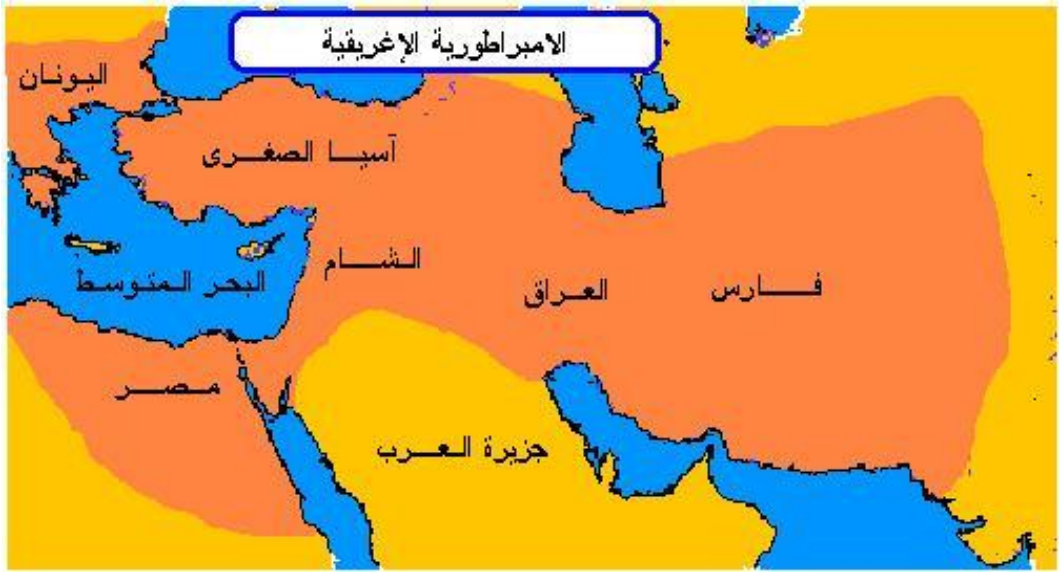 الامبراطورية الإغريقية
اليونان
آسيا الصغرى
الشام
البحر المتوسط
العراق
فارس
مصر
جزيرة العرب